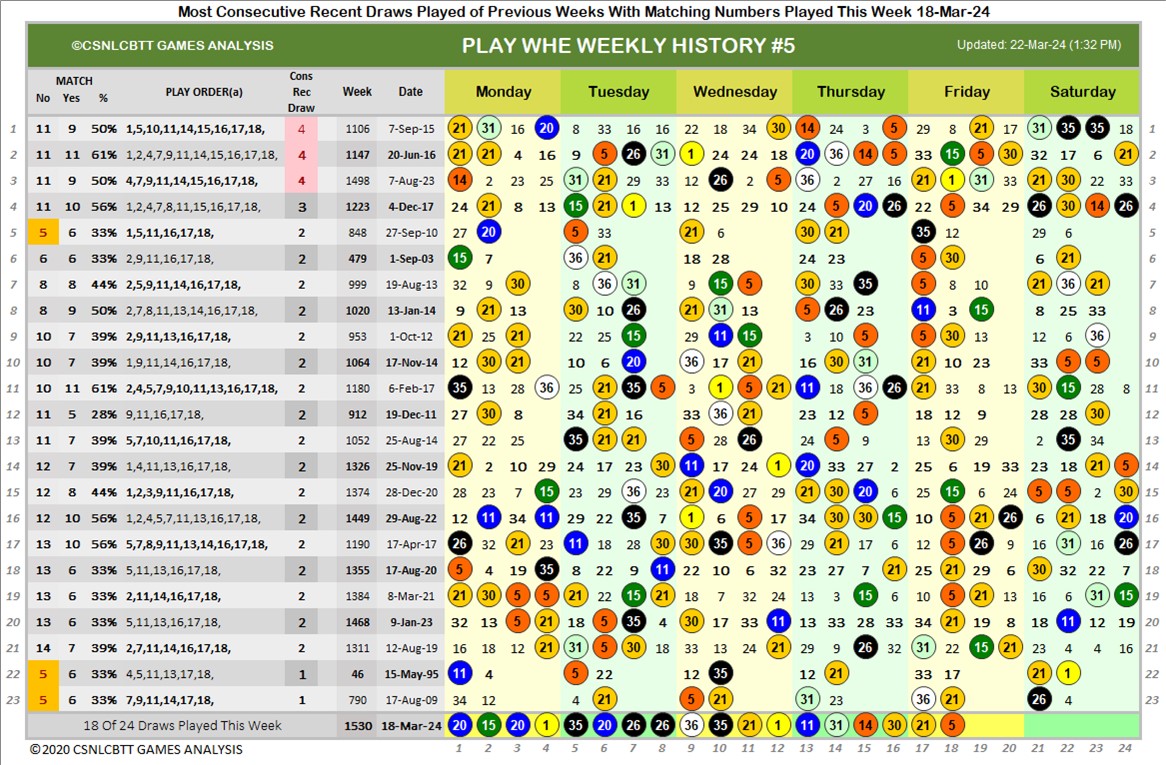 Most Consecutive Recent Draws Played of Previous Weeks With Matching Numbers Played This Week 18-Mar-24
©CSNLCBTT GAMES ANALYSIS PLAY WHE WEEKLY HISTORY #5 Updated: 22-Mar-24 (1:32 PM)
No MATCH Yes % PLAY ORDER(a) Cons Rec Draw Week Date Monday Tuesday Wednesday Thursday Friday Saturday
1 11 9 50% 1,5,10,11,14,15,16,17,18, 4 1106 7-Sep-15 21 31 16 20 8 33 16 16 22 18 34 30 14 24 3 5 29 8 21 17 31 35 35 18 1
2 11 11 61% 1,2,4,7,9,11,14,15,16,17,18, 4 1147 20-Jun-16 21 21 4 16 9 5 26 31 1 24 24 18 20 36 14 5 33 15 5 30 32 17 6 21 2
3 11 9 50% 4,7,9,11,14,15,16,17,18, 4 1498 7-Aug-23 14 2 23 25 31 21 29 33 12 26 2 5 36 2 27 16 21 1 31 33 21 30 22 33 3
4 11 10 56% 1,2,4,7,8,11,15,16,17,18, 3 1223 4-Dec-17 24 21 8 13 15 21 1 13 12 25 29 10 24 5 20 26 22 5 34 29 26 30 14 26 4
5 5 6 33% 1,5,11,16,17,18, 2 848 27-Sep-10 27 20 5 33 21 6 30 21 35 12 29 6 5
6 6 6 33% 2,9,11,16,17,18, 2 479 1-Sep-03 15 7 36 21 18 28 24 23 5 30 6 21 6
7 8 8 44% 2,5,9,11,14,16,17,18, 2 999 19-Aug-13 32 9 30 8 36 31 9 15 5 30 33 35 5 8 10 21 36 21 7
8 8 9 50% 2,7,8,11,13,14,16,17,18, 2 1020 13-Jan-14 9 21 13 30 10 26 21 31 13 5 26 23 11 3 15 8 25 33 8
9 10 7 39% 2,9,11,13,16,17,18, 2 953 1-Oct-12 21 25 21 22 25 15 29 11 15 3 10 5 5 30 13 12 6 36 9
10 10 7 39% 1,9,11,14,16,17,18, 2 1064 17-Nov-14 12 30 21 10 6 20 36 17 21 16 30 31 21 10 23 33 5 5 10
11 10 11 61% 2,4,5,7,9,10,11,13,16,17,18, 2 1180 6-Feb-17 35 13 28 36 25 21 35 5 3 1 5 21 11 18 36 26 21 33 8 13 30 15 28 8 11
12 11 5 28% 9,11,16,17,18, 2 912 19-Dec-11 27 30 8 34 21 16 33 36 21 23 12 5 18 12 9 28 28 30 12
13 11 7 39% 5,7,10,11,16,17,18, 2 1052 25-Aug-14 27 22 25 35 21 21 5 28 26 24 5 9 13 30 29 2 35 34 13
14 12 7 39% 1,4,11,13,16,17,18, 2 1326 25-Nov-19 21 2 10 29 24 17 23 30 11 17 24 1 20 33 27 2 25 6 19 33 23 18 21 5 14
15 12 8 44% 1,2,3,9,11,16,17,18, 2 1374 28-Dec-20 28 23 7 15 23 29 36 23 21 20 27 29 21 30 15 6 25 15 6 24 5 5 2 30 15
16 12 10 56% 1,2,4,5,7,11,13,16,17,18, 2 1449 29-Aug-22 12 11 34 11 29 22 35 7 1 6 5 16 34 30 30 15 10 5 21 26 6 21 18 20 16
17 13 10 56% 5,7,8,9,11,13,14,16,17,18, 2 1190 17-Apr-17 26 32 21 23 11 18 28 30 30 35 5 36 29 21 17 6 12 5 26 9 16 31 16 26 17
18 13 6 33% 5,11,13,16,17,18, 2 1355 17-Aug-20 5 4 19 35 8 22 9 11 22 10 6 32 23 27 7 21 25 21 29 6 30 32 22 7 18
19 13 6 33% 2,11,14,16,17,18, 2 1384 8-Mar-21 21 30 5 5 21 22 15 21 18 7 32 24 13 3 15 6 10 5 21 13 16 6 31 15 19
20 13 6 33% 5,11,13,16,17,18, 2 1468 9-Jan-23 32 13 5 21 18 5 35 4 30 17 33 11 13 33 28 33 34 21 19 8 18 11 12 19 20
21 14 7 39% 2,7,11,14,16,17,18, 2 1311 12-Aug-19 16 18 12 21 31 5 30 18 33 13 24 21 29 9 26 32 31 22 15 21 23 4 4 16 21
22 5 6 33% 4,5,11,13,17,18, 1 46 15-May-95 11 4 5 22 12 35 12 21 33 17 21 1 22
23 5 6 33% 7,9,11,14,17,18, 1 790 17-Aug-09 34 12 4 21 5 21 31 23 36 21 26 4 23
18 Of 24 Draws Played This Week 1530 18-Mar-24 20 15 20 1 35 20 26 26 36 35 21 1 11 31 14 30 21 5
© 2020 CSNLCBTT GAMES ANALYSIS 1 2 3 4 5 6 7 8 9 10 11 12 13 14 15 16 17 18 19 20 21 22 23 24